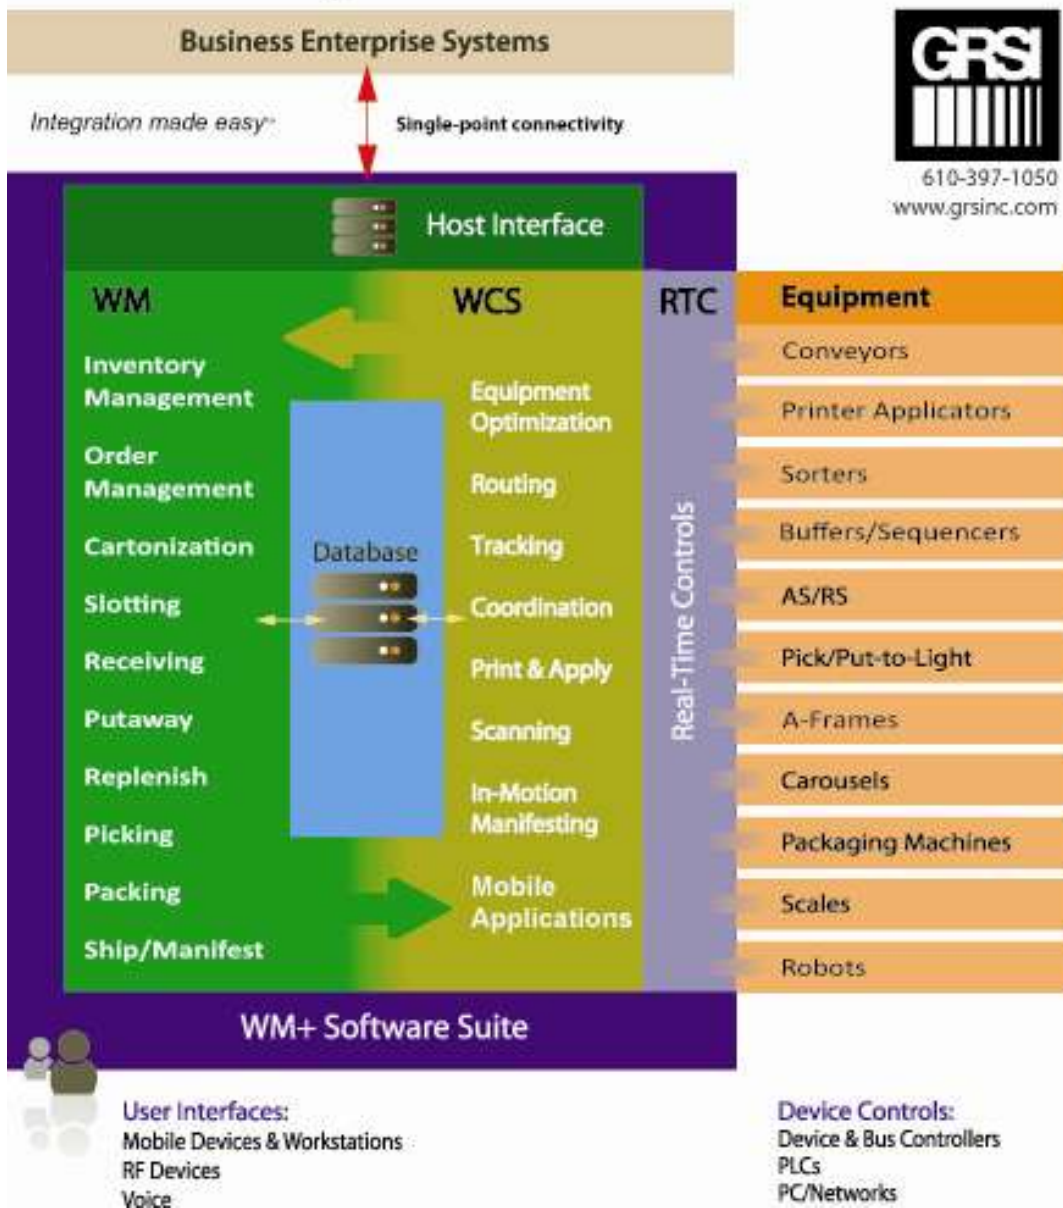 Business Enterprise Systems
Integration made easy™
Single-point connectivity
GRSI
610-397-1050
www.grsinc.com
Host Interface
WM
WCS
RTC
Inventory
Management
Order
Management
Cartonization
Slotting
Receiving
Putaway
Replenish
Picking
Packing
Ship/Manifest
Database
Equipment
Optimization
Routing
Tracking
Coordination
Print & Apply
Scanning
In-Motion
Manifesting
Mobile
Applications
Real-Time Controls
Equipment
Conveyors
Printer Applicators
Sorters
Buffers/Sequencers
AS/RS
Pick/Put-to-Light
A-Frames
Carousels
Packaging Machines
Scales
Robots
WM+ Software Suite
User Interfaces:
Mobile Devices & Workstations
RF Devices
Voice
Device Controls:
Device & Bus Controllers
PLCs
PC/Networks